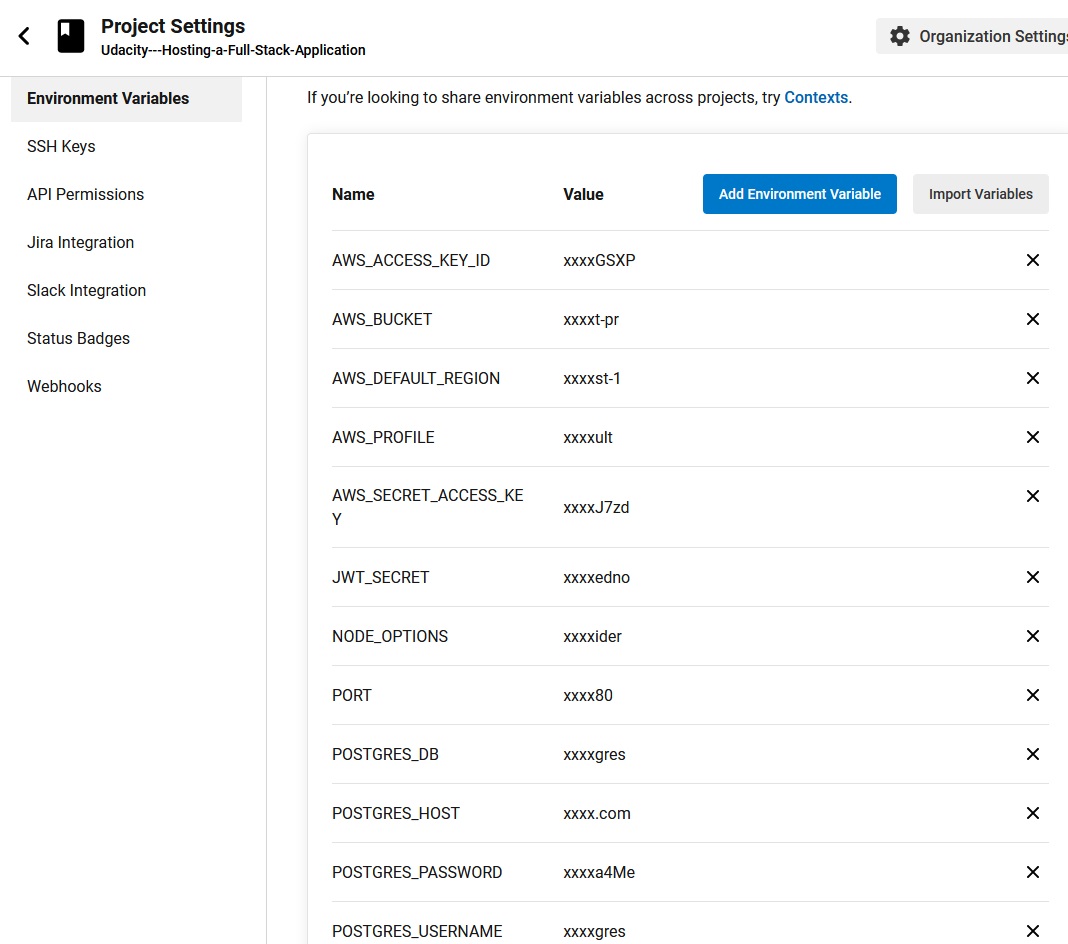 Project Settings
Udacity---Hosting-a-Full-Stack-Application
Organization Settings
Environment Variables
SSH Keys
API Permissions
Jira Integration
Slack Integration
Status Badges
Webhooks
If you’re looking to share environment variables across projects, try Contexts.
Name Value Add Environment Variable Import Variables
AWS_ACCESS_KEY_ID xxxxGSXP
AWS_BUCKET xxxxt-pr
AWS_DEFAULT_REGION xxxxst-1
AWS_PROFILE xxxxult
AWS_SECRET_ACCESS_KE
Y xxxxJ7zd
JWT_SECRET xxxxedno
NODE_OPTIONS xxxxider
PORT xxxx80
POSTGRES_DB xxxxgres
POSTGRES_HOST xxxx.com
POSTGRES_PASSWORD xxxxa4Me
POSTGRES_USERNAME xxxxgres